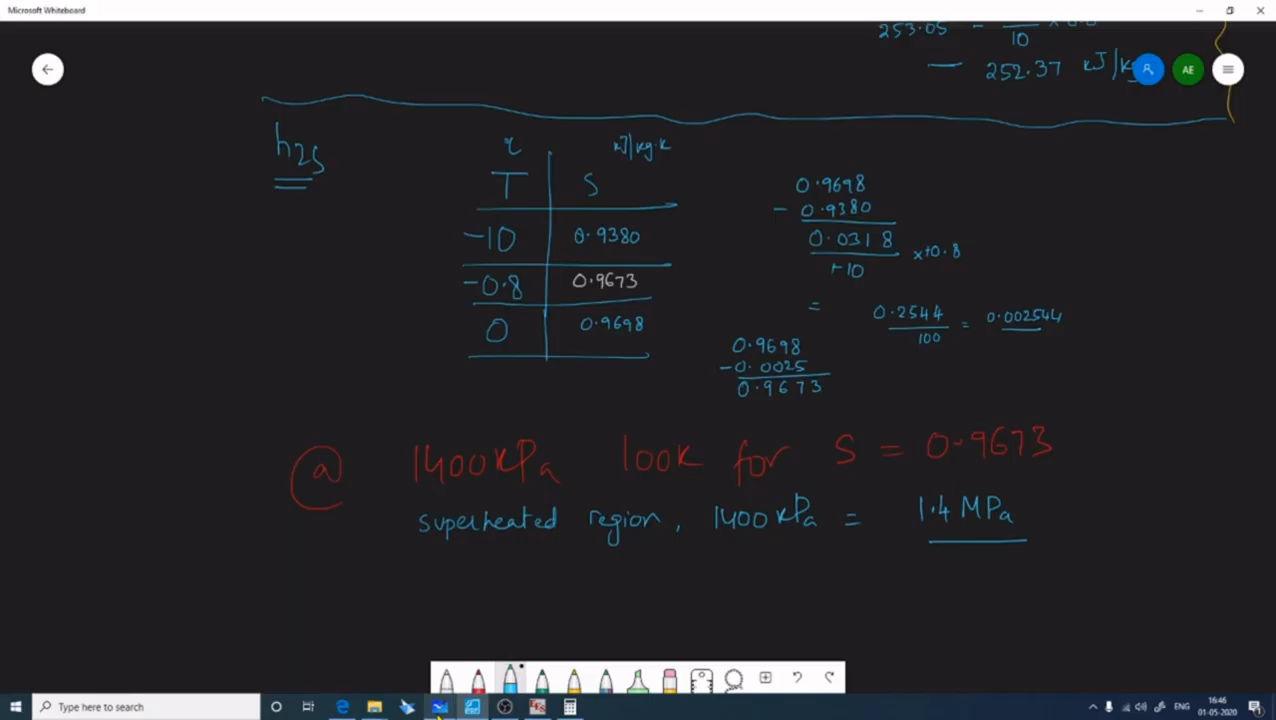 Microsoft Whiteboard
253.05 -
10
— 252.37 kJ/kg
AE
h2s
kJ/kg·K
T S
-10 0.9380
-0.8 0.9673
0 0.9698
0.9698
- 0.9380
0.0318 x+0.8
+10
= 0.2544 = 0.002544
100
0.9698
-0.0025
0.9673
@ 1400kPa look for S = 0.9673
superheated region, 1400 kPa = 1.4 MPa
Type here to search
ENG
16:46
01-05-2020